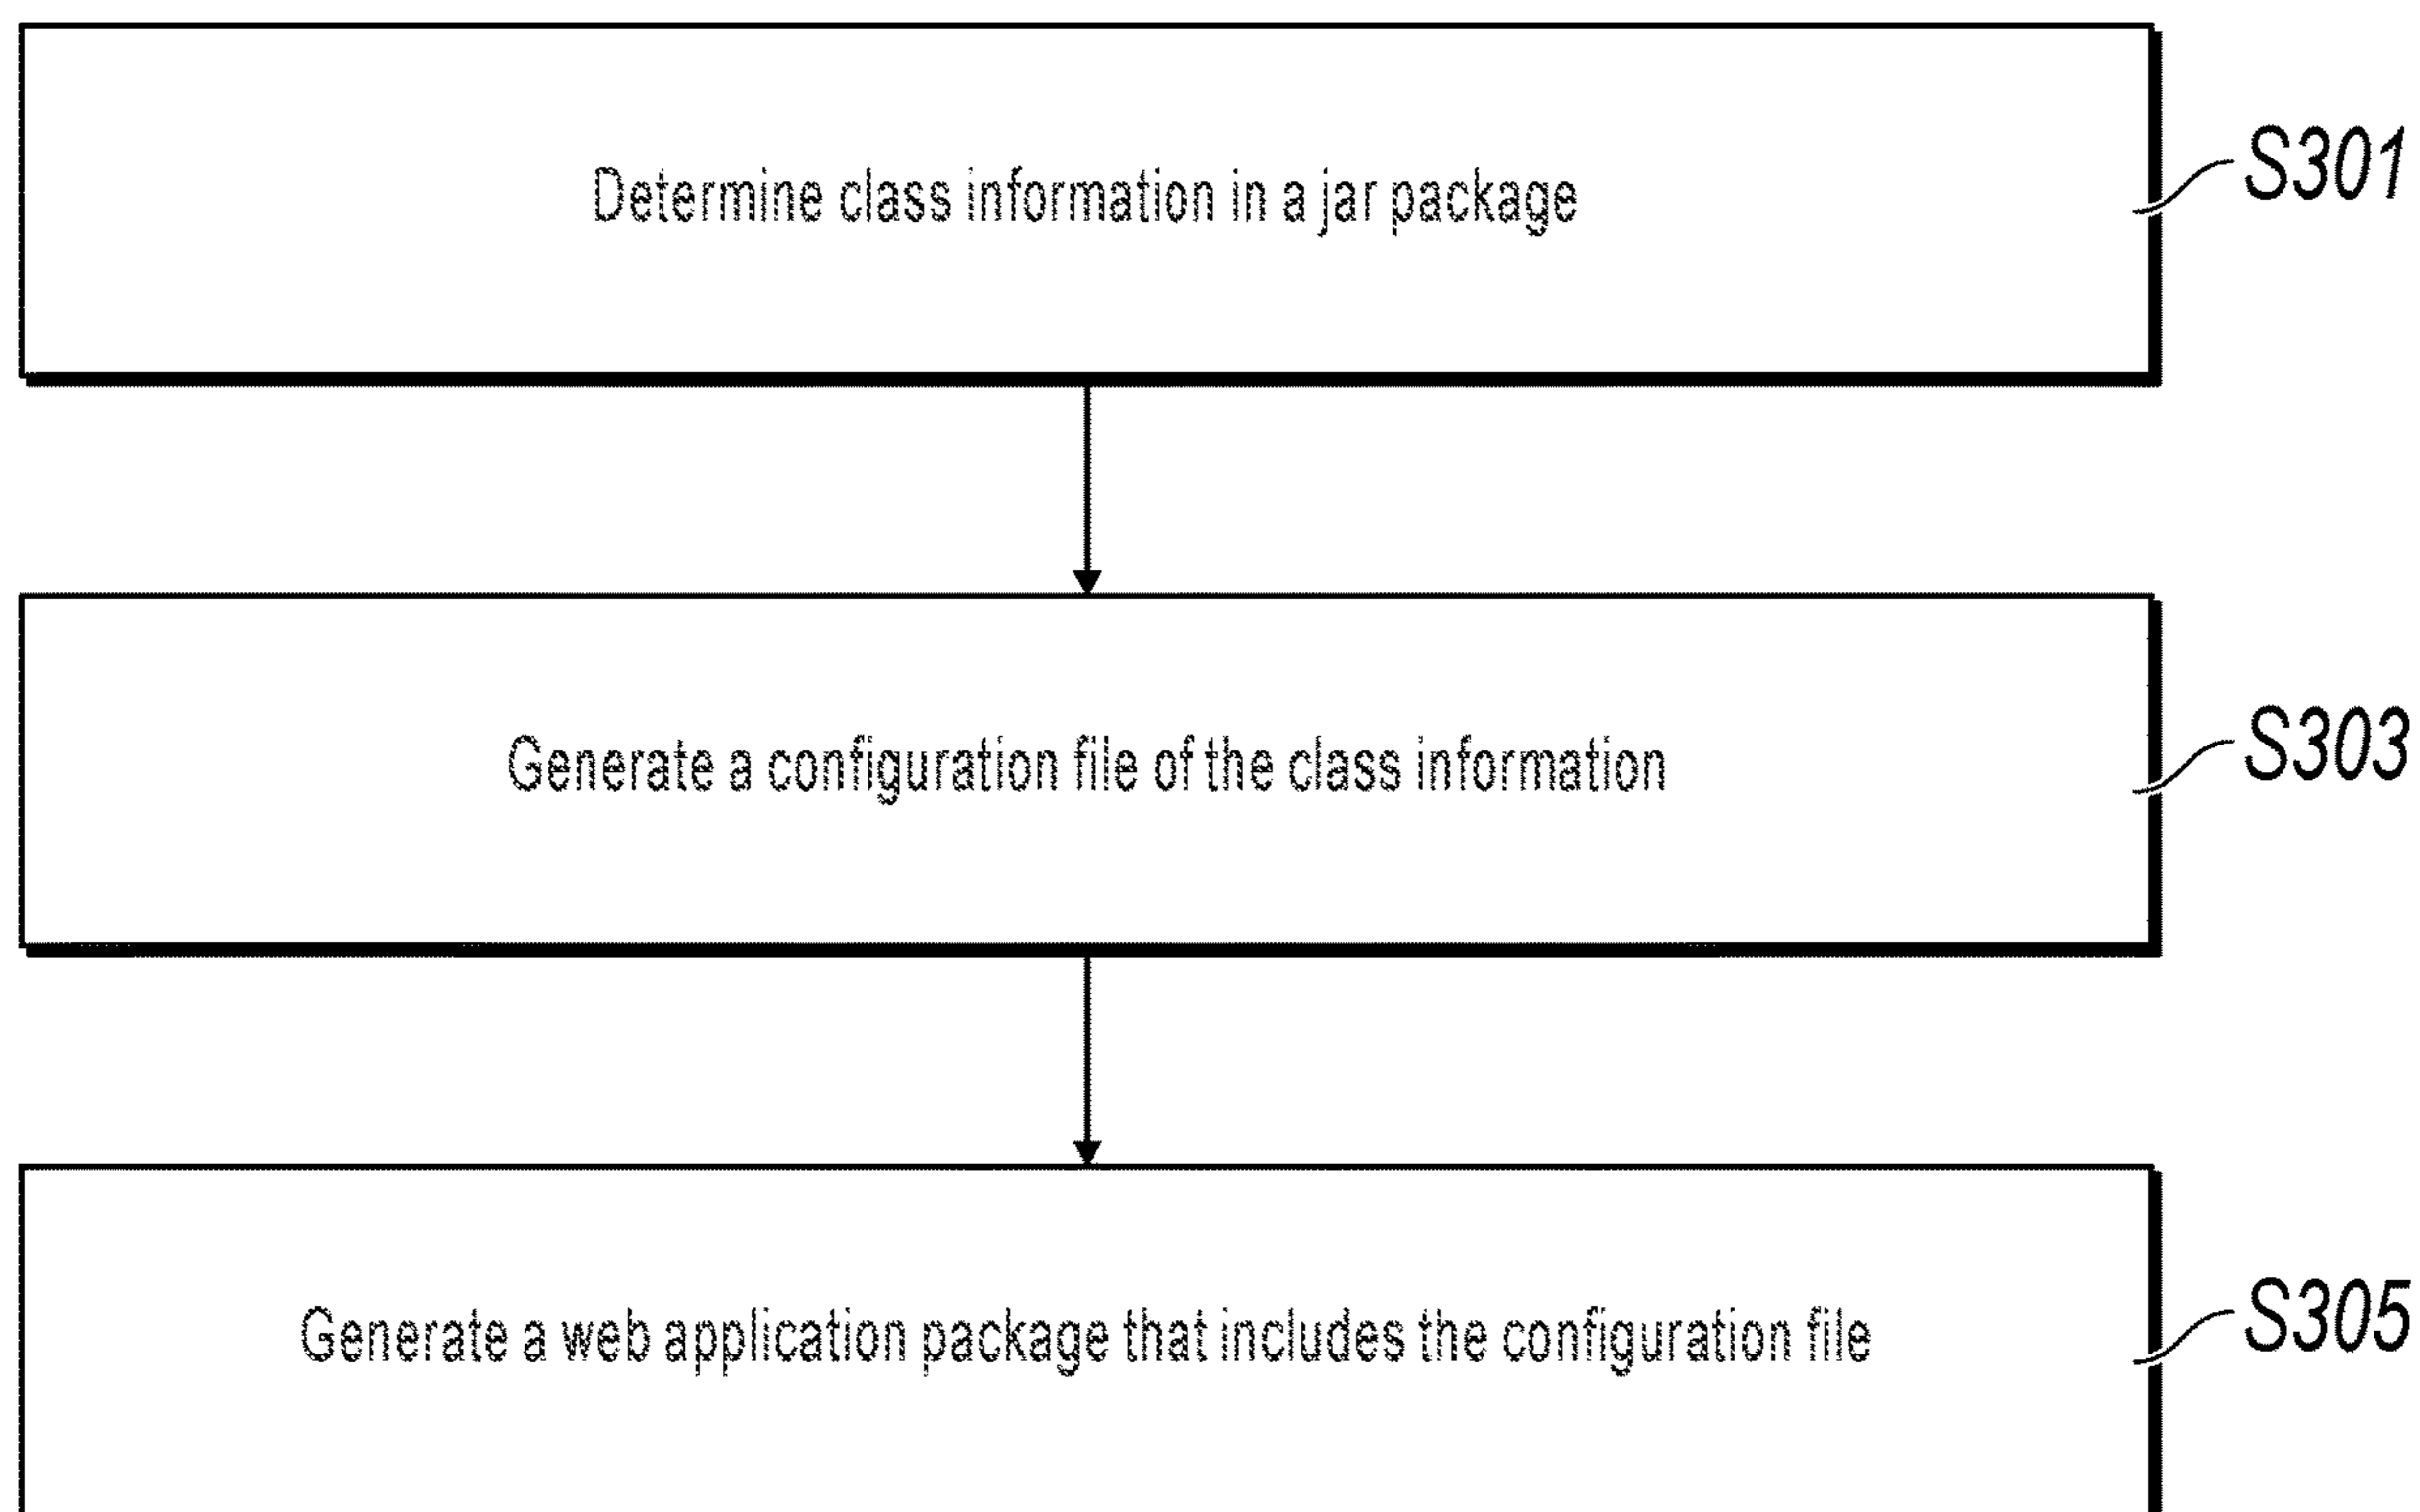 Determine class information in a jar package
S301
Generate a configuration file of the class information
S303
Generate a web application package that includes the configuration file
S305